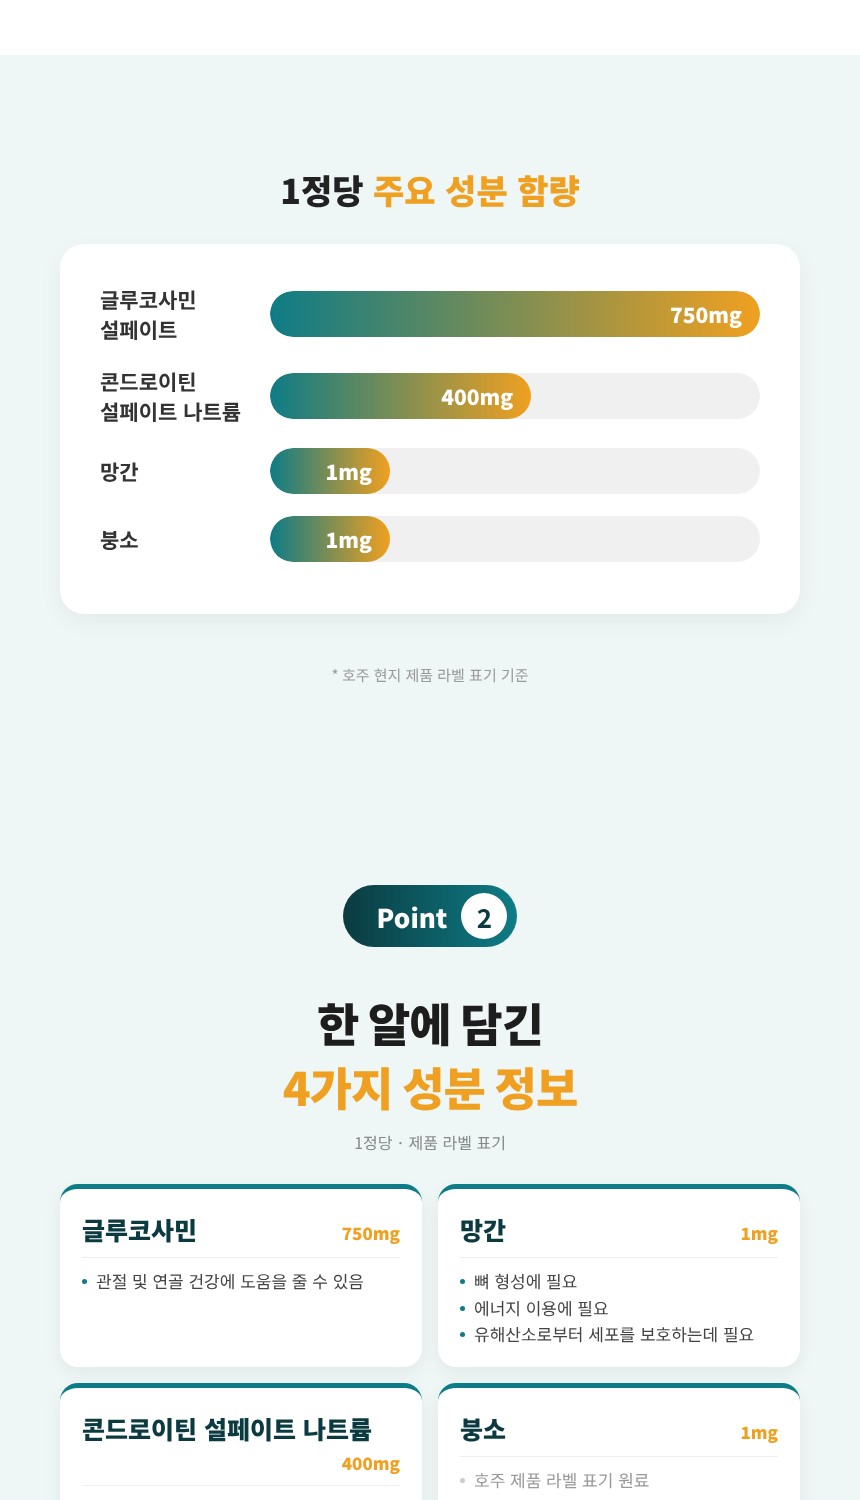 1정당 주요 성분 함량
글루코사민
설페이트
750mg
콘드로이틴
설페이트 나트륨
400mg
망간
1mg
붕소
1mg
* 호주 현지 제품 라벨 표기 기준
Point 2
한 알에 담긴
4가지 성분 정보
1정당 · 제품 라벨 표기
글루코사민 750mg
• 관절 및 연골 건강에 도움을 줄 수 있음
망간 1mg
• 뼈 형성에 필요
• 에너지 이용에 필요
• 유해산소로부터 세포를 보호하는데 필요
콘드로이틴 설페이트 나트륨
400mg
붕소 1mg
• 호주 제품 라벨 표기 원료